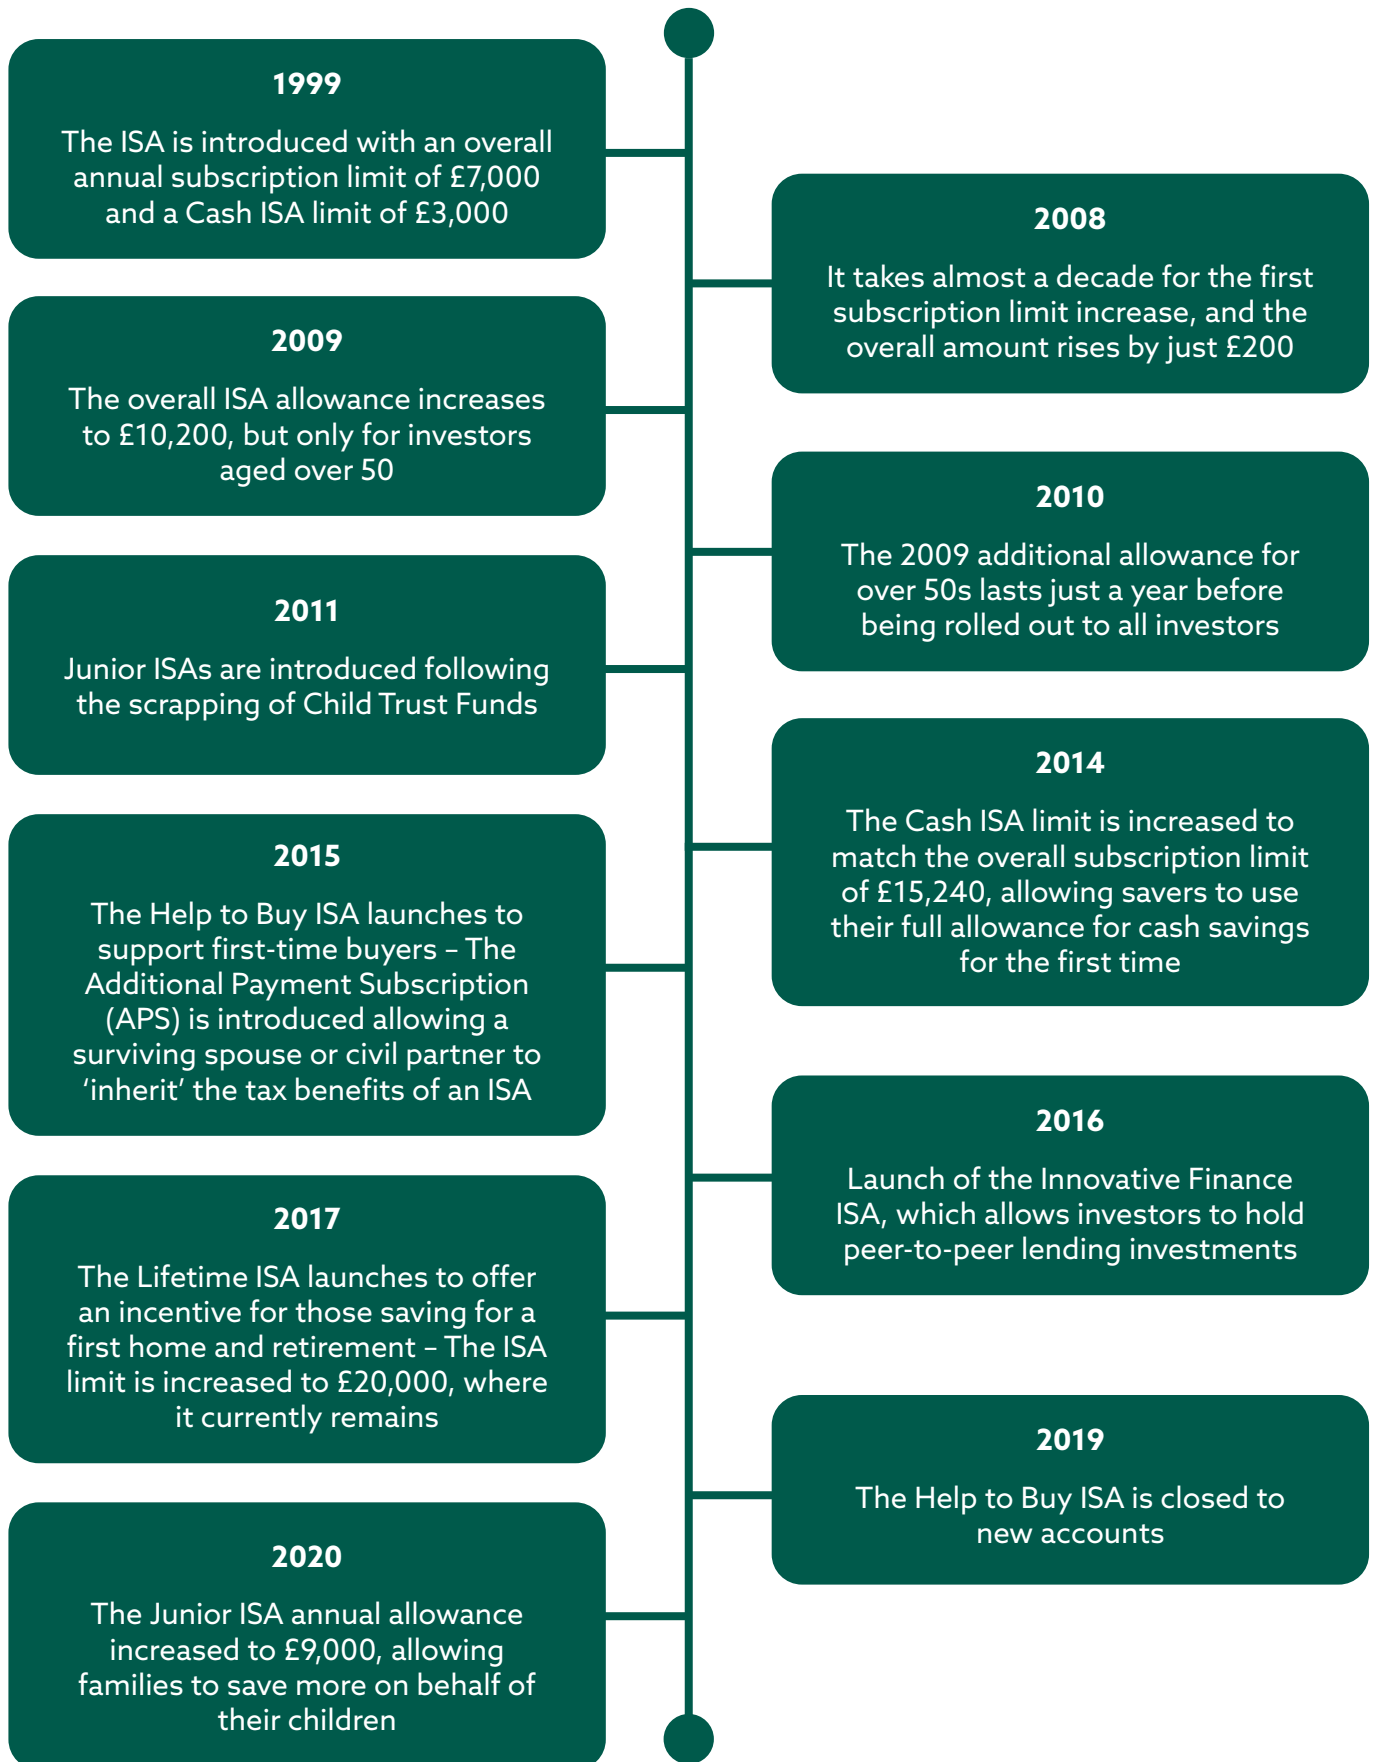 1999
The ISA is introduced with an overall
annual subscription limit of £7,000
and a Cash ISA limit of £3,000
2008
It takes almost a decade for the first
subscription limit increase, and the
overall amount rises by just £200
2009
The overall ISA allowance increases
to £10,200, but only for investors
aged over 50
2010
The 2009 additional allowance for
over 50s lasts just a year before
being rolled out to all investors
2011
Junior ISAs are introduced following
the scrapping of Child Trust Funds
2014
The Cash ISA limit is increased to
match the overall subscription limit
of £15,240, allowing savers to use
their full allowance for cash savings
for the first time
2015
The Help to Buy ISA launches to
support first-time buyers – The
Additional Payment Subscription
(APS) is introduced allowing a
surviving spouse or civil partner to
‘inherit’ the tax benefits of an ISA
2016
Launch of the Innovative Finance
ISA, which allows investors to hold
peer-to-peer lending investments
2017
The Lifetime ISA launches to offer
an incentive for those saving for a
first home and retirement – The ISA
limit is increased to £20,000, where
it currently remains
2019
The Help to Buy ISA is closed to
new accounts
2020
The Junior ISA annual allowance
increased to £9,000, allowing
families to save more on behalf of
their children